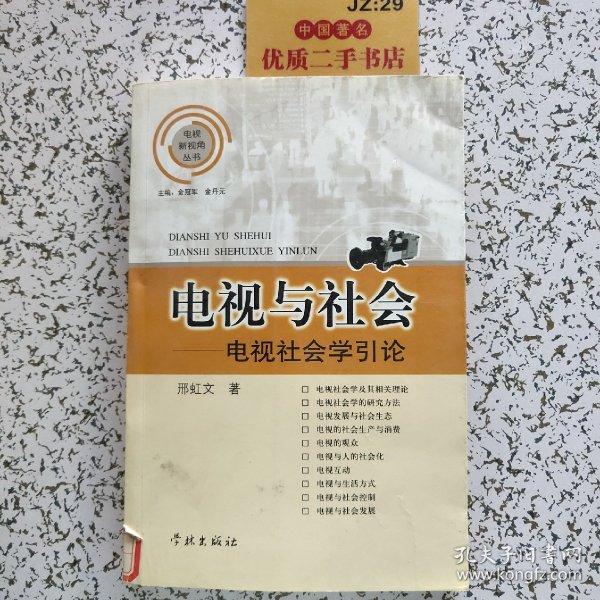 JZ:29
中国著名
优质二手书店
电视
新视角
丛书
主编：金冠军 金丹元
DIANSHI YU SHEHUI
DIANSHI SHEHUIXUE YINLUN
电视与社会
——电视社会学引论
邢虹文 著
□ 电视社会学及其相关理论
□ 电视社会学的研究方法
□ 电视发展与社会生态
□ 电视的社会生产与消费
□ 电视的观众
□ 电视与人的社会化
□ 电视互动
□ 电视与生活方式
□ 电视与社会控制
□ 电视与社会发展
学林出版社
孔夫子旧书网
www.kongfz.com